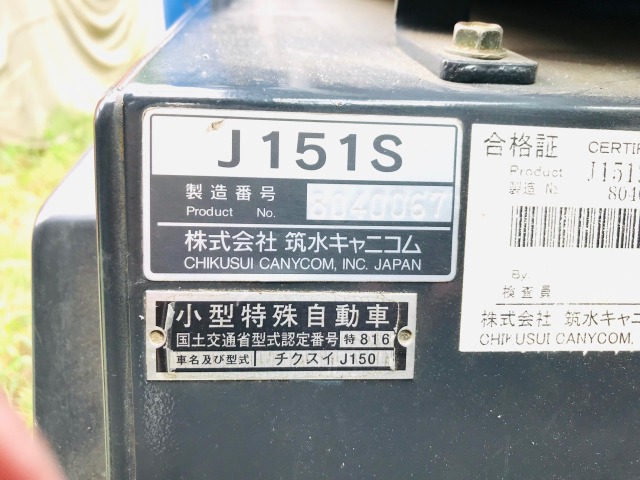 J151S
製造番号
Product No. 8040067
株式会社 筑水キャニコム
CHIKUSUI CANYCOM, INC. JAPAN
小型特殊自動車
国土交通省型式認定番号 特816
車名及び型式 チクスイ J150
合格証 CERTIF
Product J151S
製造 No. 804
By
検査員
株式会社 筑水キャニコム
CHIKUSUI CANYCOM,